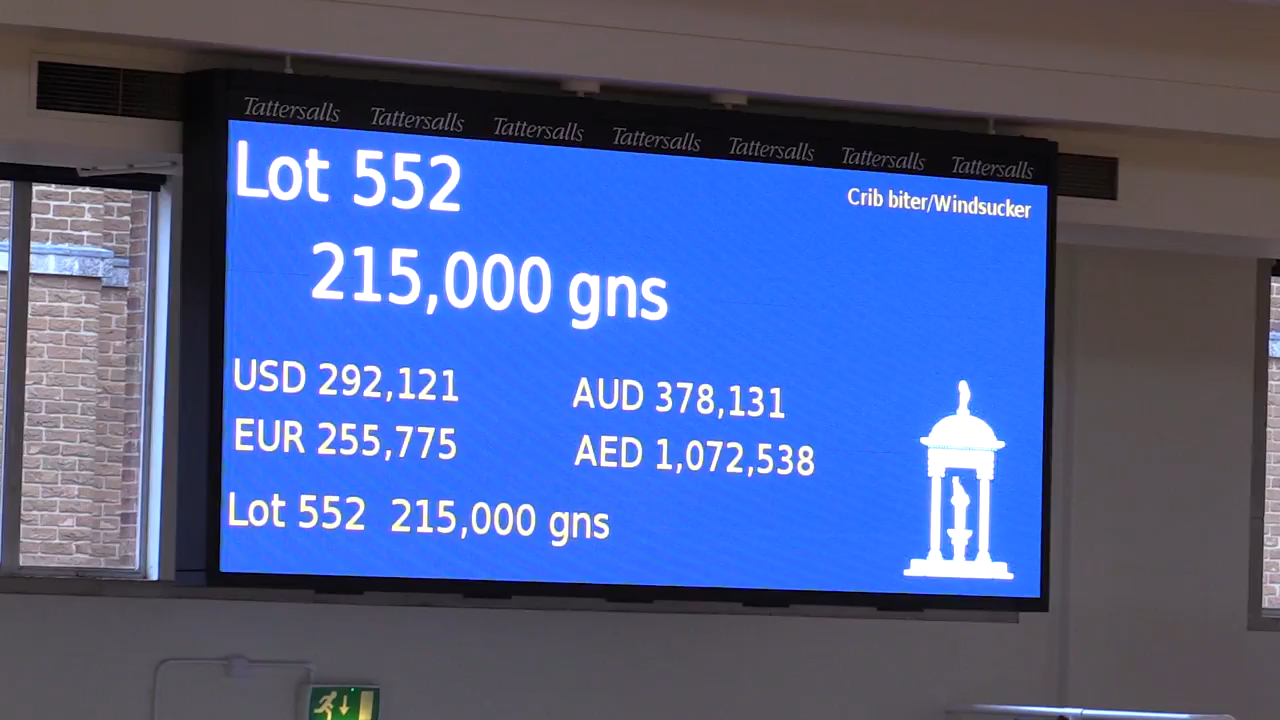 Tattersalls Tattersalls Tattersalls Tattersalls Tattersalls Tattersalls Tattersalls
Lot 552
Crib biter/Windsucker
215,000 gns
USD 292,121 AUD 378,131
EUR 255,775 AED 1,072,538
Lot 552 215,000 gns